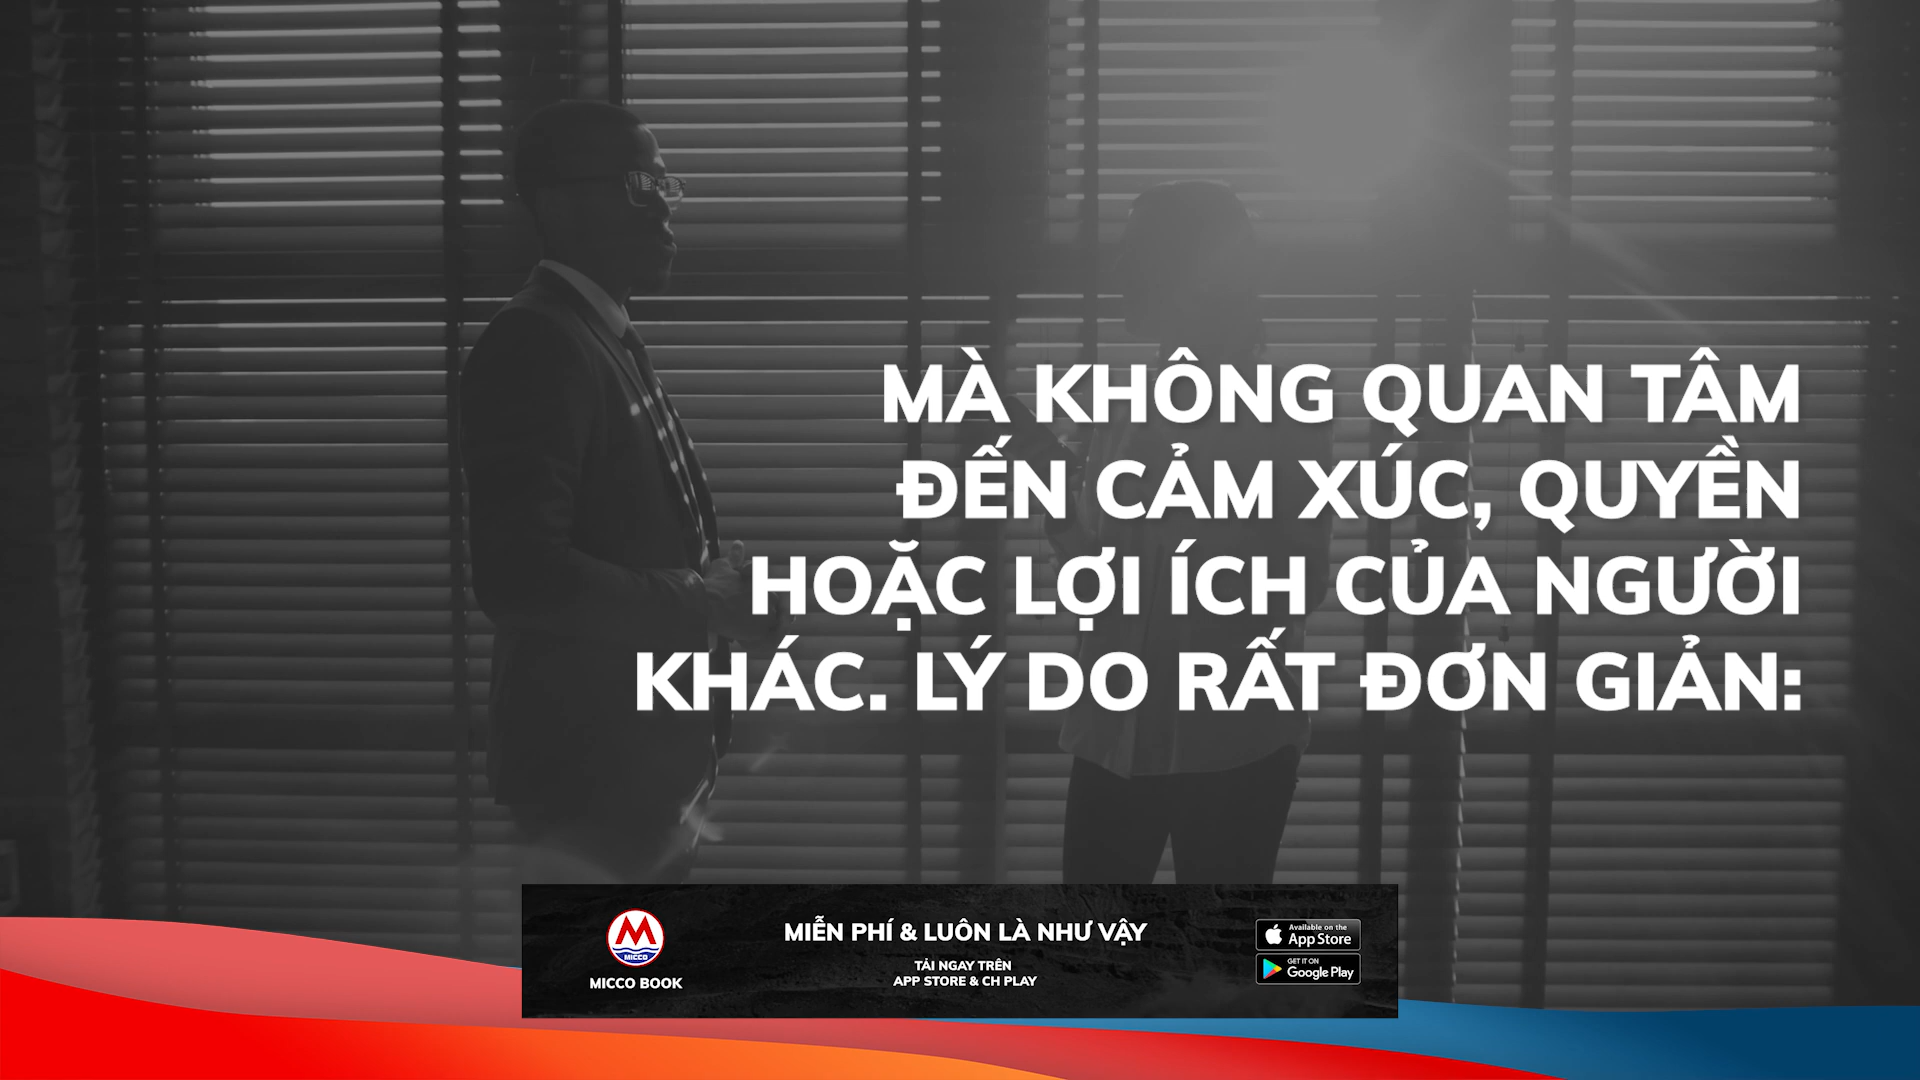 MÀ KHÔNG QUAN TÂM
ĐẾN CẢM XÚC, QUYỀN
HOẶC LỢI ÍCH CỦA NGƯỜI
KHÁC. LÝ DO RẤT ĐƠN GIẢN:
MICCO
MICCO BOOK
MIỄN PHÍ & LUÔN LÀ NHƯ VẬY
TẢI NGAY TRÊN
APP STORE & CH PLAY
Available on the
App Store
GET IT ON
Google Play